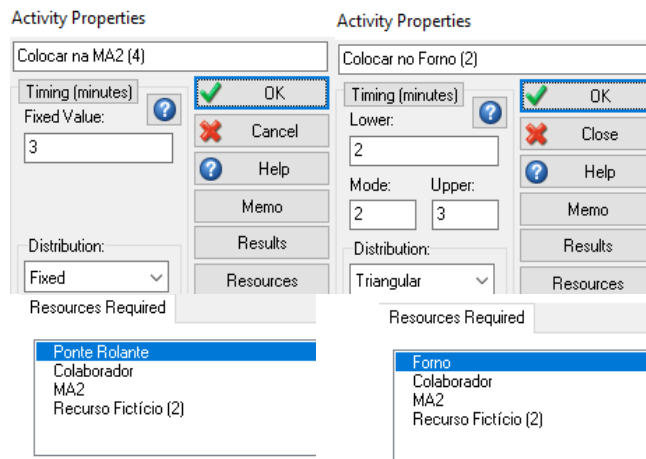 Activity Properties
Colocar na MA2 (4)
Timing (minutes)
Fixed Value:
3
Distribution:
Fixed
OK
Cancel
Help
Memo
Results
Resources
Resources Required
Ponte Rolante
Colaborador
MA2
Recurso Fictício (2)
Activity Properties
Colocar no Forno (2)
Timing (minutes)
Lower:
2
Mode: Upper:
2 3
Distribution:
Triangular
OK
Close
Help
Memo
Results
Resources
Resources Required
Forno
Colaborador
MA2
Recurso Fictício (2)